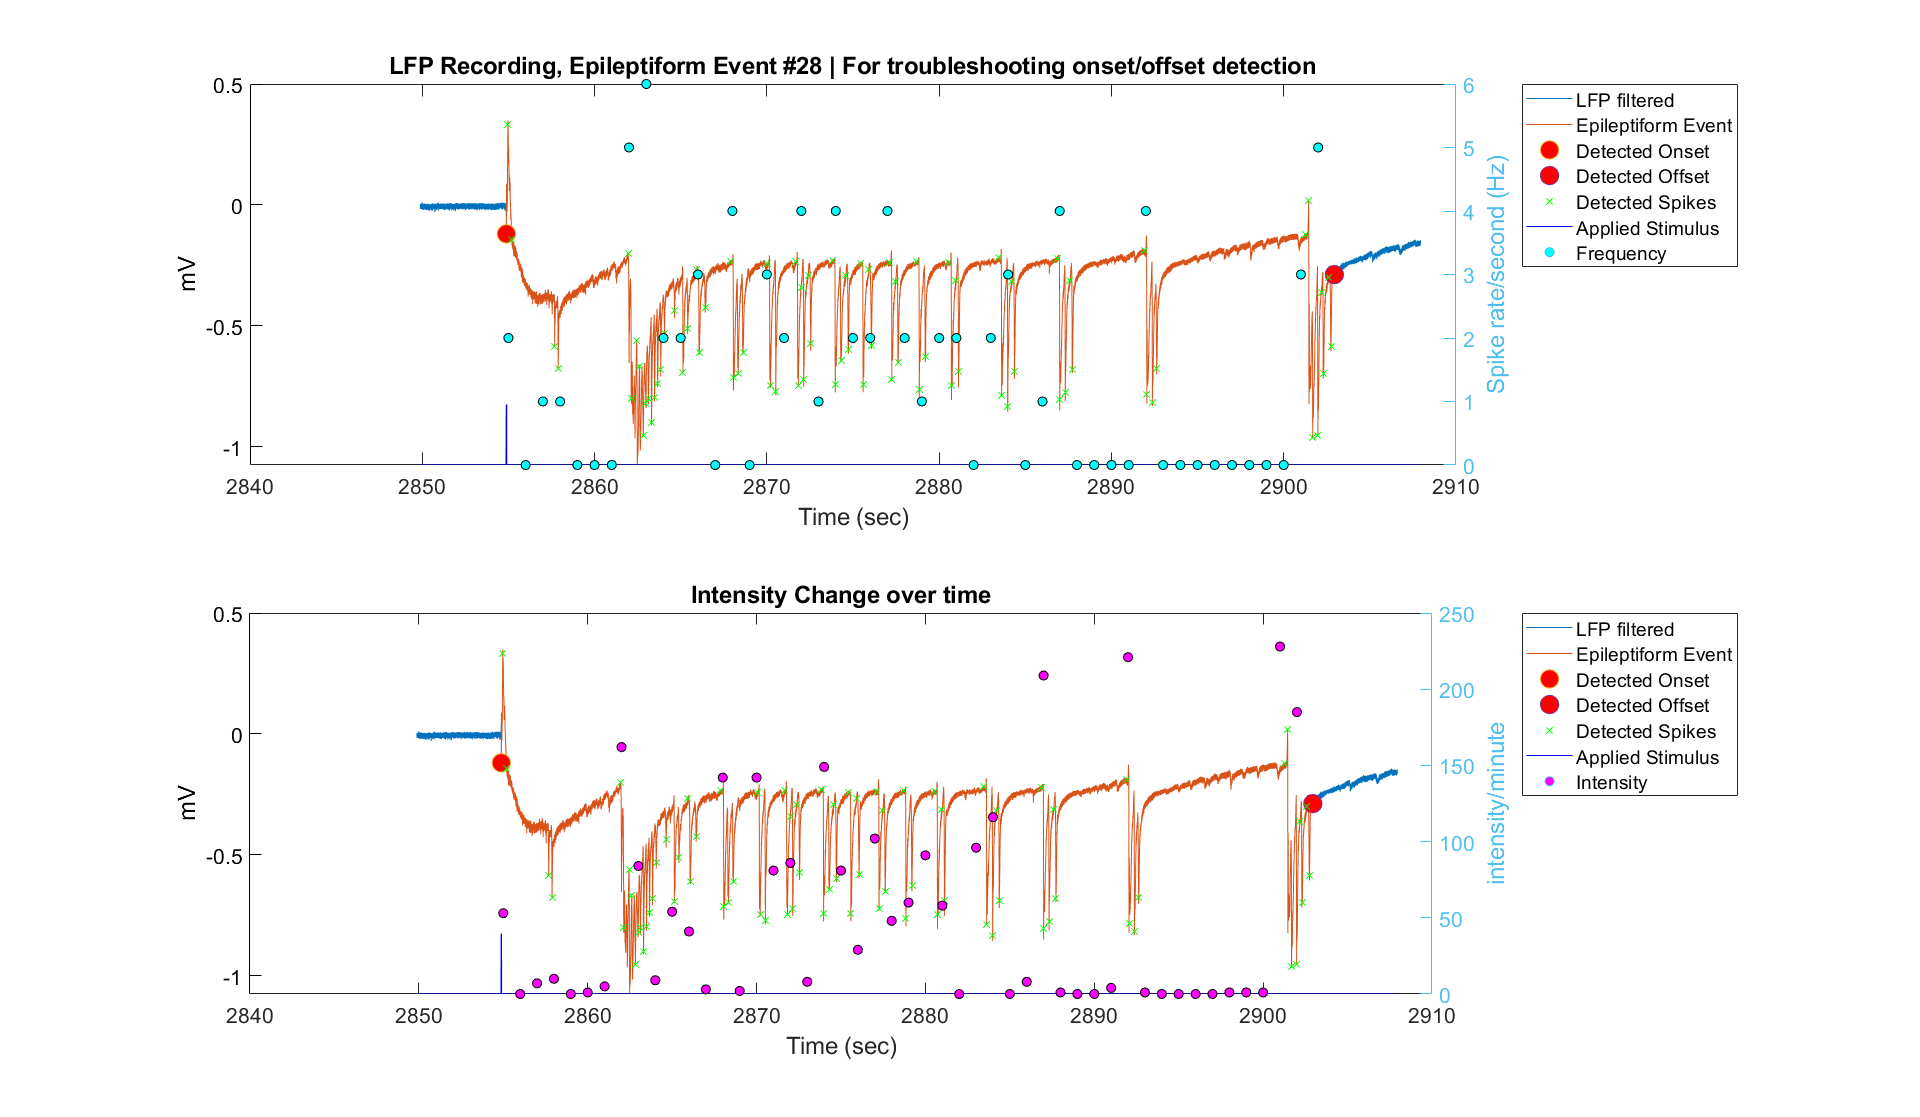 LFP Recording, Epileptiform Event #28 | For troubleshooting onset/offset detection
0.5
0
-0.5
-1
mV
6
5
4
3
2
1
0
Spike rate/second (Hz)
2840 2850 2860 2870 2880 2890 2900 2910
Time (sec)
LFP filtered
Epileptiform Event
Detected Onset
Detected Offset
Detected Spikes
Applied Stimulus
Frequency
Intensity Change over time
0.5
0
-0.5
-1
mV
250
200
150
100
50
0
intensity/minute
2840 2850 2860 2870 2880 2890 2900 2910
Time (sec)
LFP filtered
Epileptiform Event
Detected Onset
Detected Offset
Detected Spikes
Applied Stimulus
Intensity